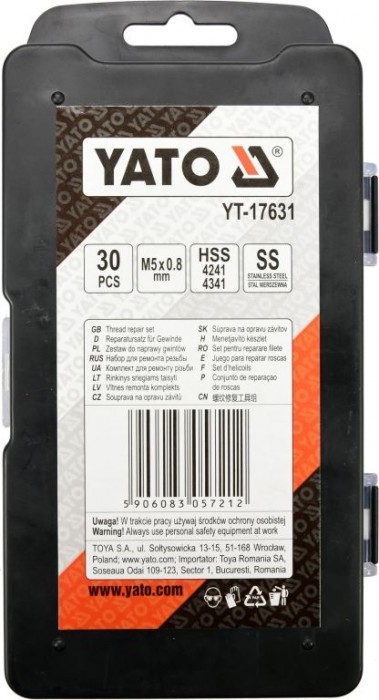 YATO ®
YT-17631
30 PCS
M5 x 0.8 mm
HSS 4241 4341
SS STAINLESS STEEL STAL NIERDZEWNA
GB Thread repair set
D Reparatursatz für Gewinde
PL Zestaw do naprawy gwintów
RUS Набор для ремонта резьбы
UA Комплект для ремонту різьби
LT Rinkinys sriegiams taisyti
LV Vītnes remonta komplekts
CZ Souprava na opravu závitů
SK Súprava na opravu závitov
H Menetjavító készlet
RO Set pentru reparare filete
E Juego para reparar roscas
F Set d'helicoils
P Conjunto de reparaçao
de roscas
CN 螺纹修复工具组
5 906083 057212
Uwaga! W trakcie pracy używaj środków ochrony osobistej
Warning! Always use personal safety equipment at work
TOYA S.A., ul. Sołtysowicka 13-15, 51-168 Wrocław,
Poland; www.yato.com; Importator: Toya Romania SA,
Soseaua Odai 109-123, Sector 1, Bucuresti, Romania
www.yato.com